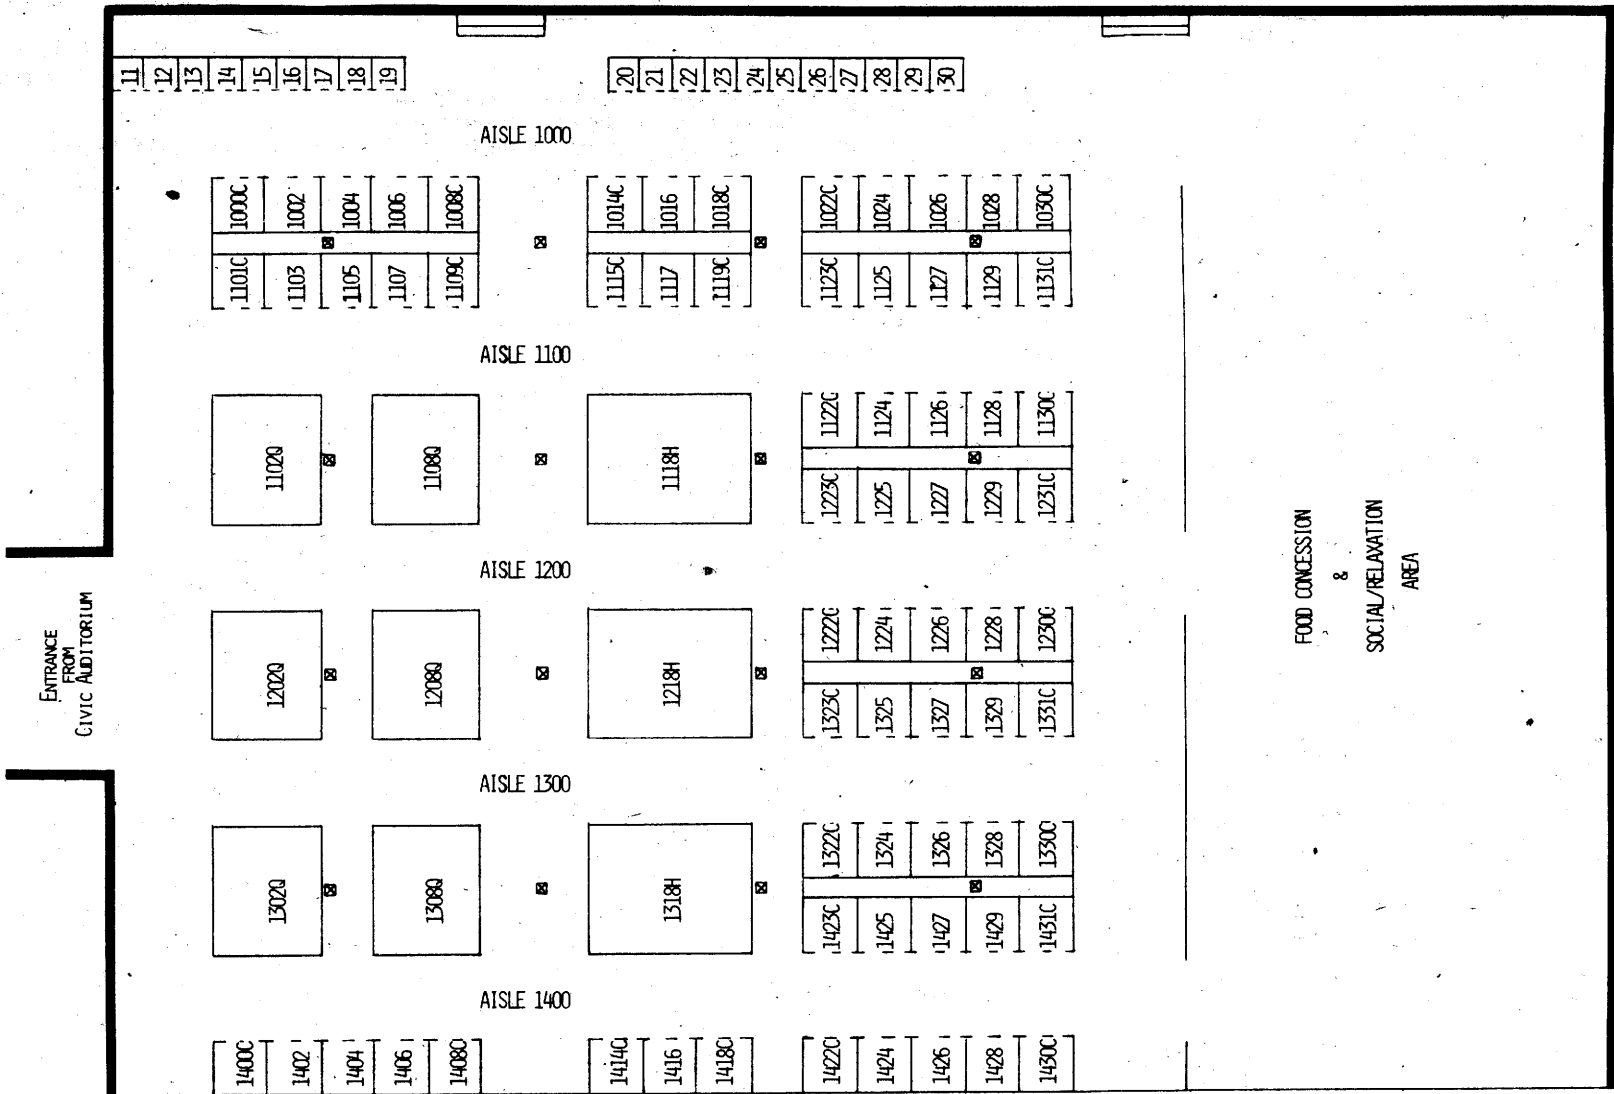 11 12 13 14 15 16 17 18 19 20 21 22 23 24 25 26 27 28 29 30
AISLE 1000
1000C 1002 1004 1006 1008C 1014C 1016 1018C 1022C 1024 1026 1028 1030C
1101C 1103 1105 1107 1109C 1115C 1117 1119C 1123C 1125 1127 1129 1131C
AISLE 1100
1122C 1124 1126 1128 1130C
1102Q 1108Q 1118H
1223C 1225 1227 1229 1231C
AISLE 1200
1222C 1224 1226 1228 1230C
1202Q 1208Q 1218H
1323C 1325 1327 1329 1331C
AISLE 1300
1322C 1324 1326 1328 1330C
1302Q 1308Q 1318H
1423C 1425 1427 1429 1431C
AISLE 1400
1400C 1402 1404 1406 1408C 1414C 1416 1418C 1422C 1424 1426 1428 1430C
ENTRANCE
FROM
CIVIC AUDITORIUM
FOOD CONCESSION
&
SOCIAL/RELAXATION
AREA